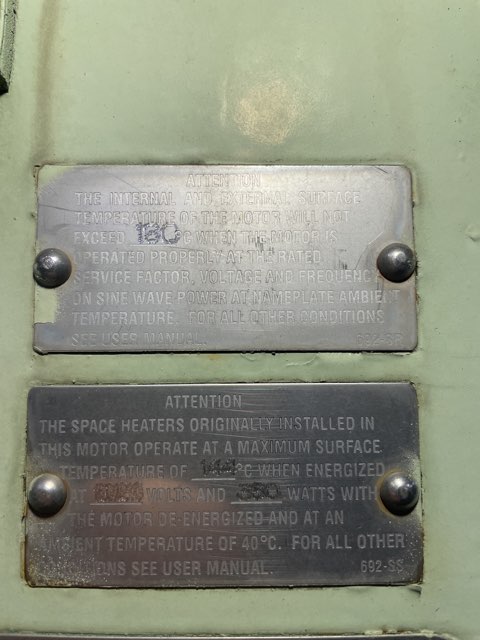 ATTENTION
THE INTERNAL AND EXTERNAL SURFACE
TEMPERATURE OF THE MOTOR WILL NOT
EXCEED °C WHEN THE MOTOR IS
OPERATED PROPERLY AT THE RATED
SERVICE FACTOR, VOLTAGE AND FREQUENCY
ON SINE WAVE POWER AT NAMEPLATE AMBIENT
TEMPERATURE. FOR ALL OTHER CONDITIONS
SEE USER MANUAL.
ATTENTION
THE SPACE HEATERS ORIGINALLY INSTALLED IN
THIS MOTOR OPERATE AT A MAXIMUM SURFACE
TEMPERATURE OF °C WHEN ENERGIZED
AT VOLTS AND WATTS WITH
THE MOTOR DE-ENERGIZED AND AT AN
AMBIENT TEMPERATURE OF 40°C. FOR ALL OTHER
CONDITIONS SEE USER MANUAL. 692-SS